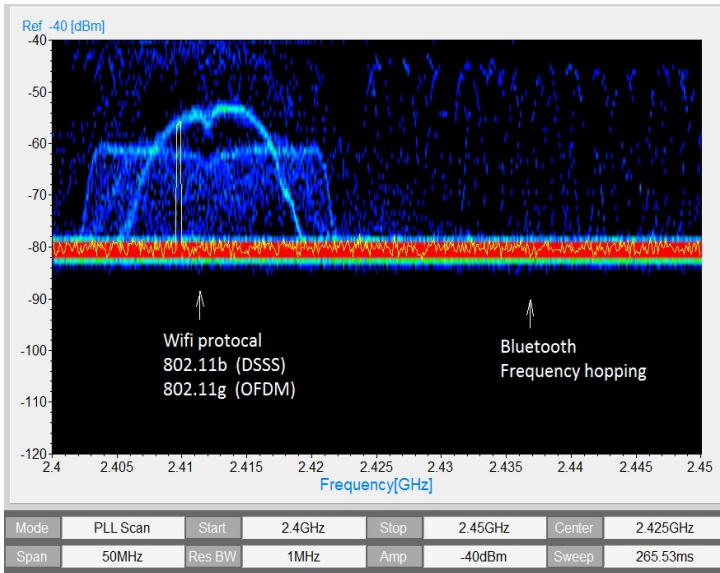 Ref -40 [dBm]
-40
-50
-60
-70
-80
-90
-100
-110
-120
Wifi protocal
802.11b (DSSS)
802.11g (OFDM)
Bluetooth
Frequency hopping
2.4 2.405 2.41 2.415 2.42 2.425 2.43 2.435 2.44 2.445 2.45
Frequency[GHz]
Mode PLL Scan Start 2.4GHz Stop 2.45GHz Center 2.425GHz
Span 50MHz Res BW 1MHz Amp -40dBm Sweep 265.53ms